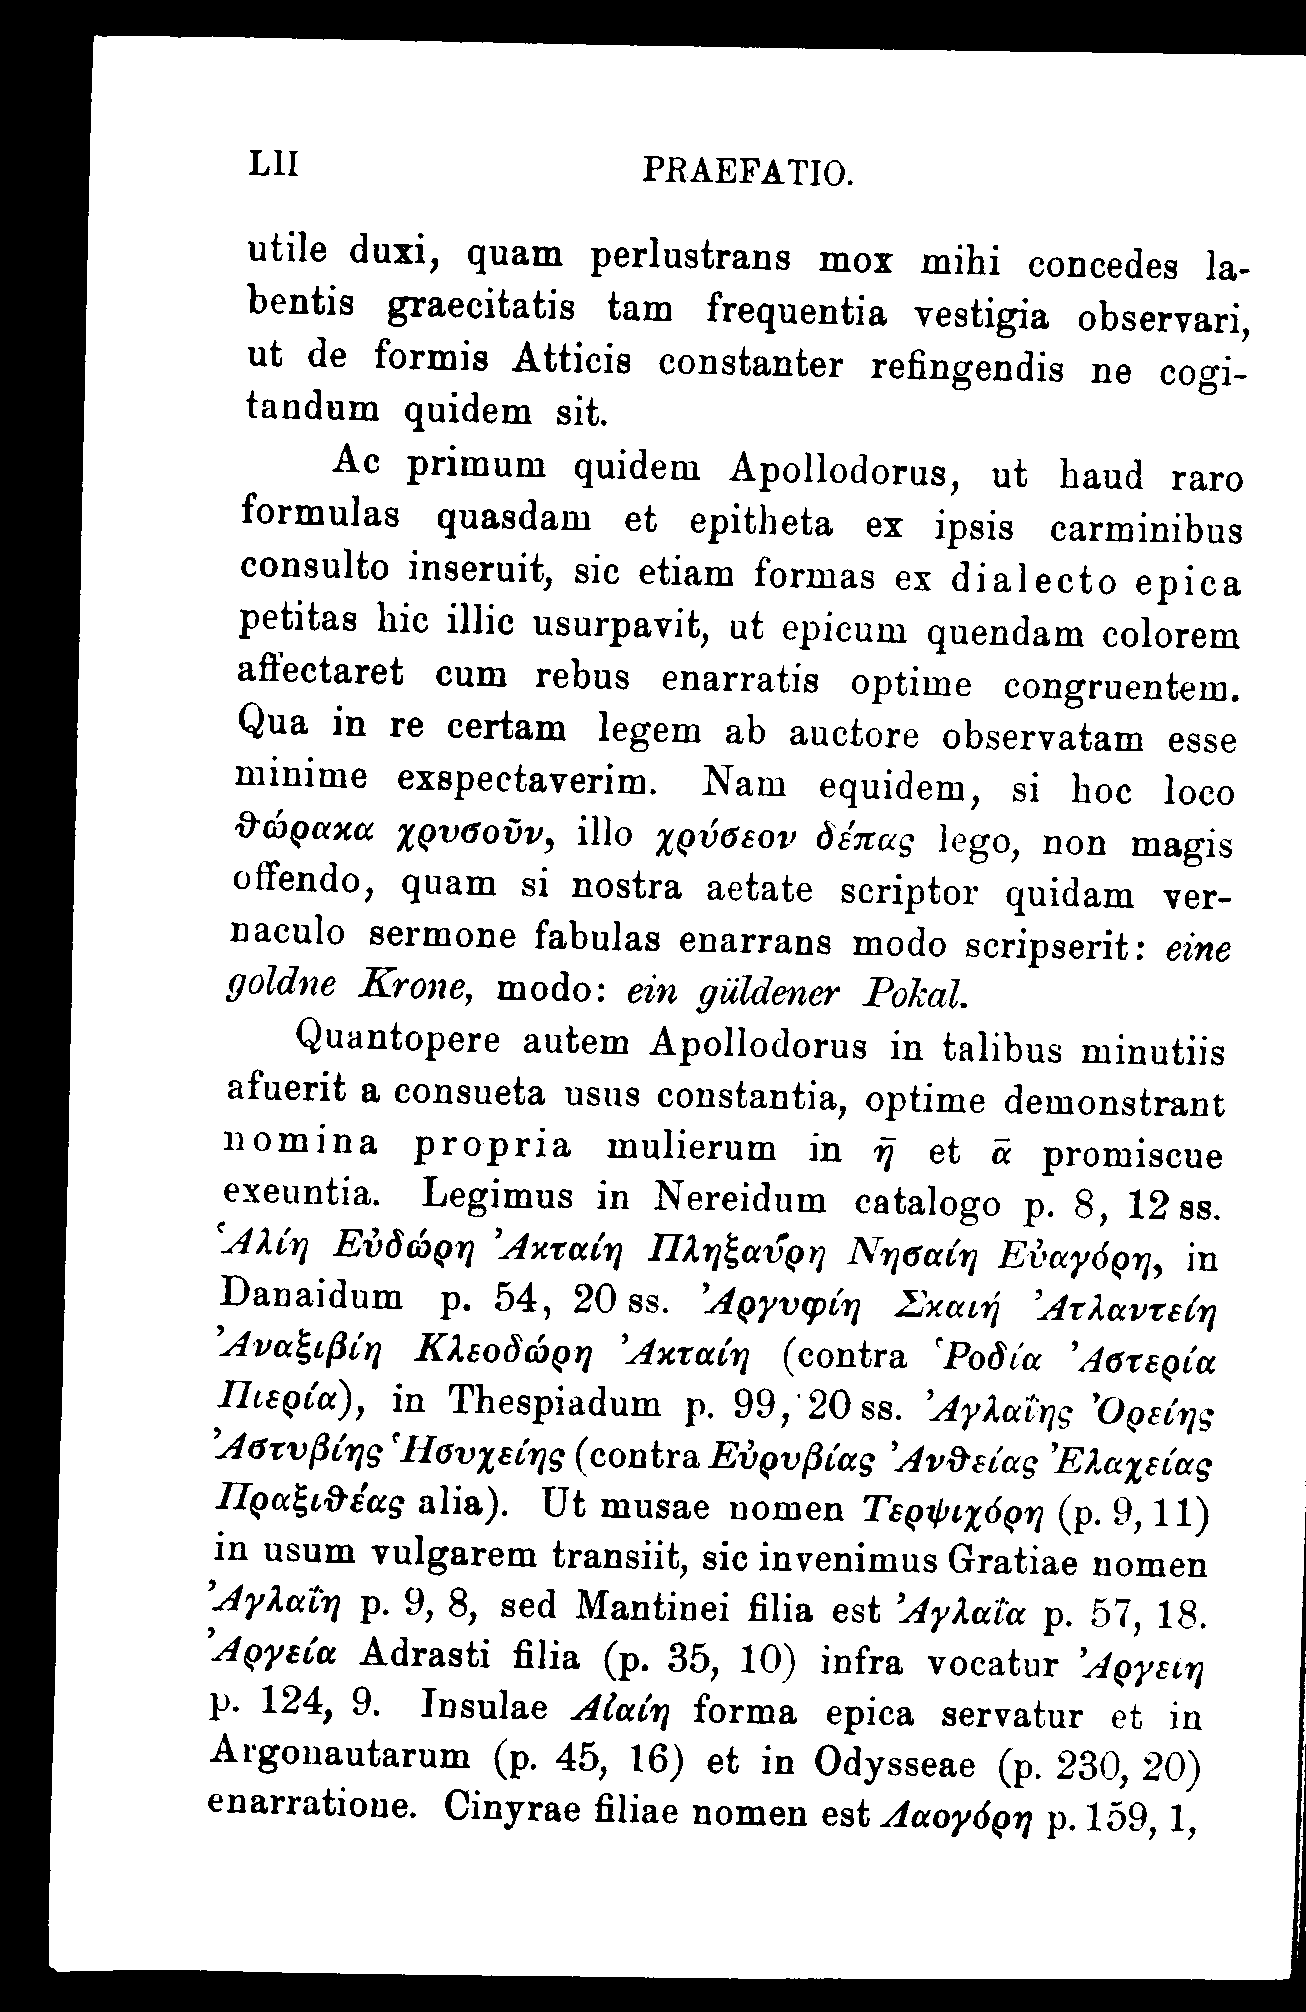 LII PRAEFATIO.
utile duxi, quam perlustrans mox mihi concedes la-
bentis graecitatis tam frequentia vestigia observari,
ut de formis Atticis constanter refingendis ne cogi-
tandum quidem sit.
Ac primum quidem Apollodorus, ut haud raro
formulas quasdam et epitheta ex ipsis carminibus
consulto inseruit, sic etiam formas ex dialecto epica
petitas hic illic usurpavit, ut epicum quendam colorem
affectaret cum rebus enarratis optime congruentem.
Qua in re certam legem ab auctore observatam esse
minime exspectaverim. Nam equidem, si hoc loco
θώρακα χρυσοῦν, illo χρύσεον δέπας lego, non magis
offendo, quam si nostra aetate scriptor quidam ver-
naculo sermone fabulas enarrans modo scripserit: eine
goldne Krone, modo: ein güldener Pokal.
Quantopere autem Apollodorus in talibus minutiis
afuerit a consueta usus constantia, optime demonstrant
nomina propria mulierum in η̄ et ᾱ promiscue
exeuntia. Legimus in Nereidum catalogo p. 8, 12 ss.
Ἁλίη Εὐδώρη Ἀκταίη Πληξαύρη Νησαίη Εὐαγόρη, in
Danaidum p. 54, 20 ss. Ἀργυφίη Σκαιή Ἀτλαντείη
Ἀναξιβίη Κλεοδώρη Ἀκταίη (contra Ῥοδία Ἀστερία
Πιερία), in Thespiadum p. 99, 20 ss. Ἀγλαΐης Ὀρείης
Ἀστυβίης Ἡσυχείης (contra Εὐρυβίας Ἀνθείας Ἐλαχείας
Πραξιθέας alia). Ut musae nomen Τερψιχόρη (p. 9, 11)
in usum vulgarem transiit, sic invenimus Gratiae nomen
Ἀγλαΐη p. 9, 8, sed Mantinei filia est Ἀγλαΐα p. 57, 18.
Ἀργεία Adrasti filia (p. 35, 10) infra vocatur Ἀργειη
p. 124, 9. Insulae Αἰαίη forma epica servatur et in
Argonautarum (p. 45, 16) et in Odysseae (p. 230, 20)
enarratione. Cinyrae filiae nomen est Λαογόρη p. 159, 1,